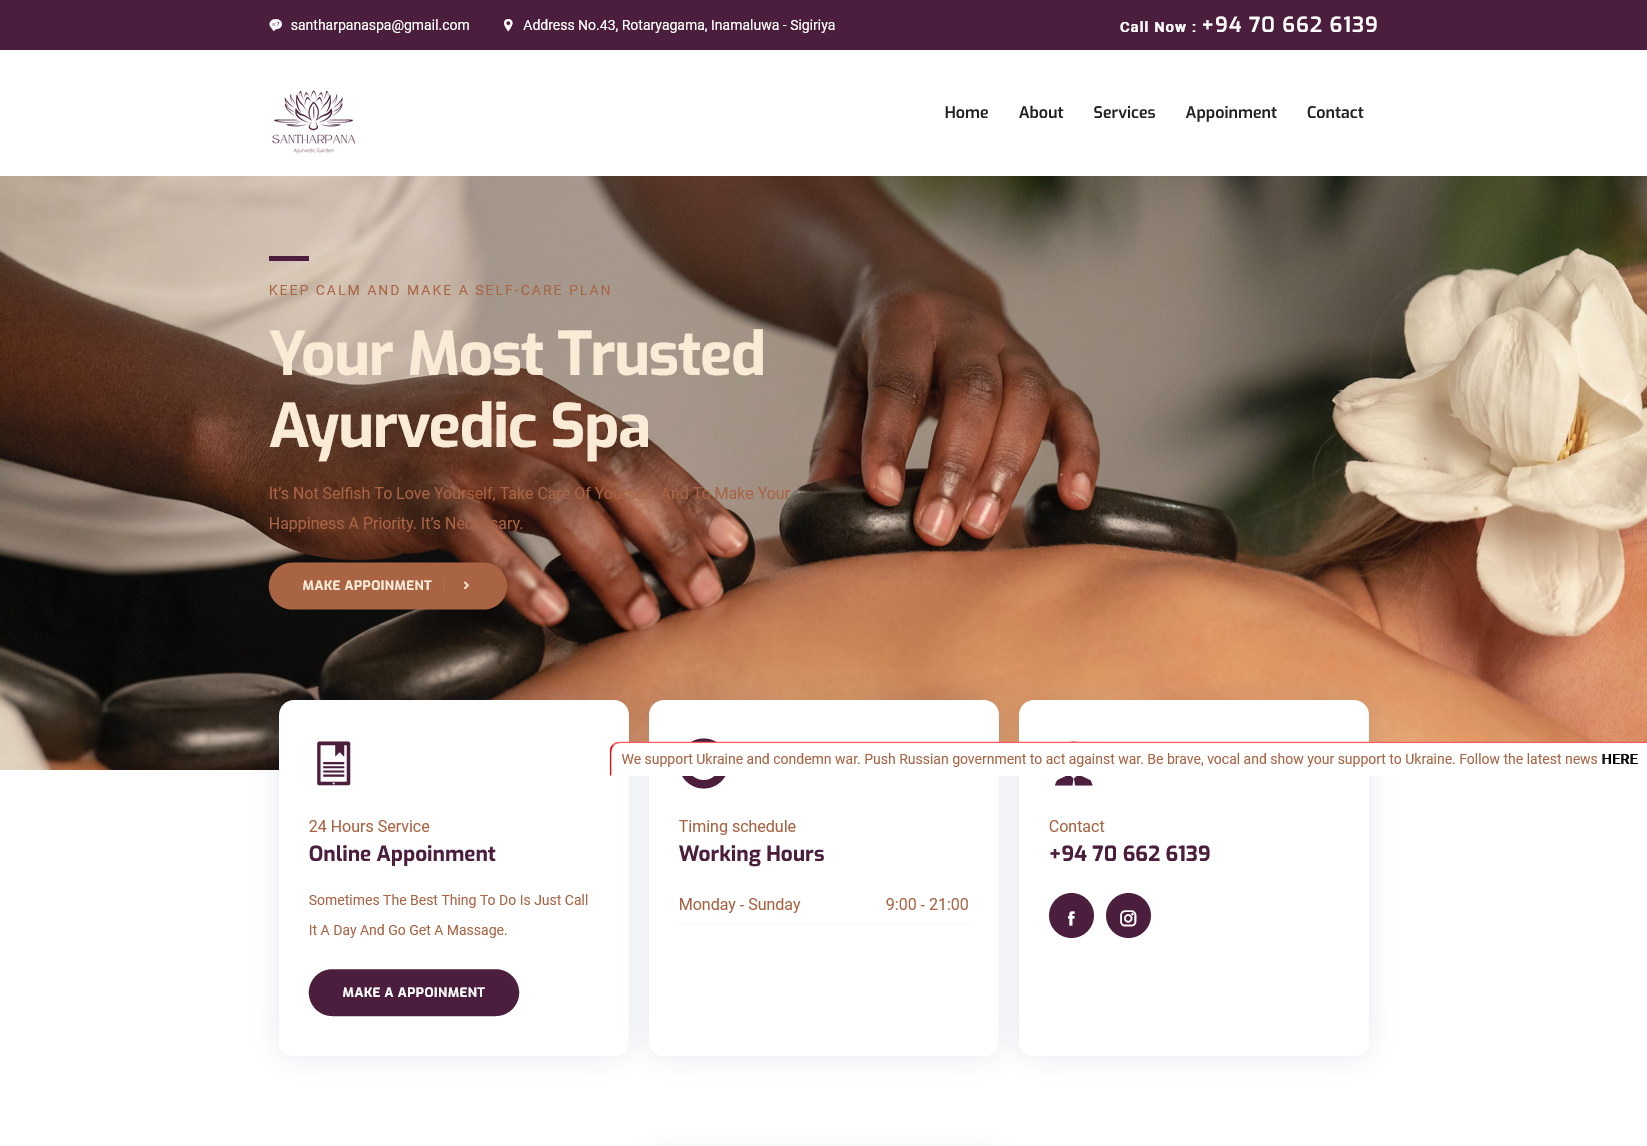 santharpanaspa@gmail.com
Address No.43, Rotaryagama, Inamaluwa - Sigiriya
Call Now : +94 70 662 6139
SANTHARPANA
Ayurvedic Garden
Home
About
Services
Appoinment
Contact
KEEP CALM AND MAKE A SELF-CARE PLAN
Your Most Trusted
Ayurvedic Spa
It's Not Selfish To Love Yourself, Take Care Of Yourself And To Make Your
Happiness A Priority. It's Necessary.
MAKE APPOINMENT
We support Ukraine and condemn war. Push Russian government to act against war. Be brave, vocal and show your support to Ukraine. Follow the latest news HERE
24 Hours Service
Online Appoinment
Sometimes The Best Thing To Do Is Just Call
It A Day And Go Get A Massage.
MAKE A APPOINMENT
Timing schedule
Working Hours
Monday - Sunday
9:00 - 21:00
Contact
+94 70 662 6139